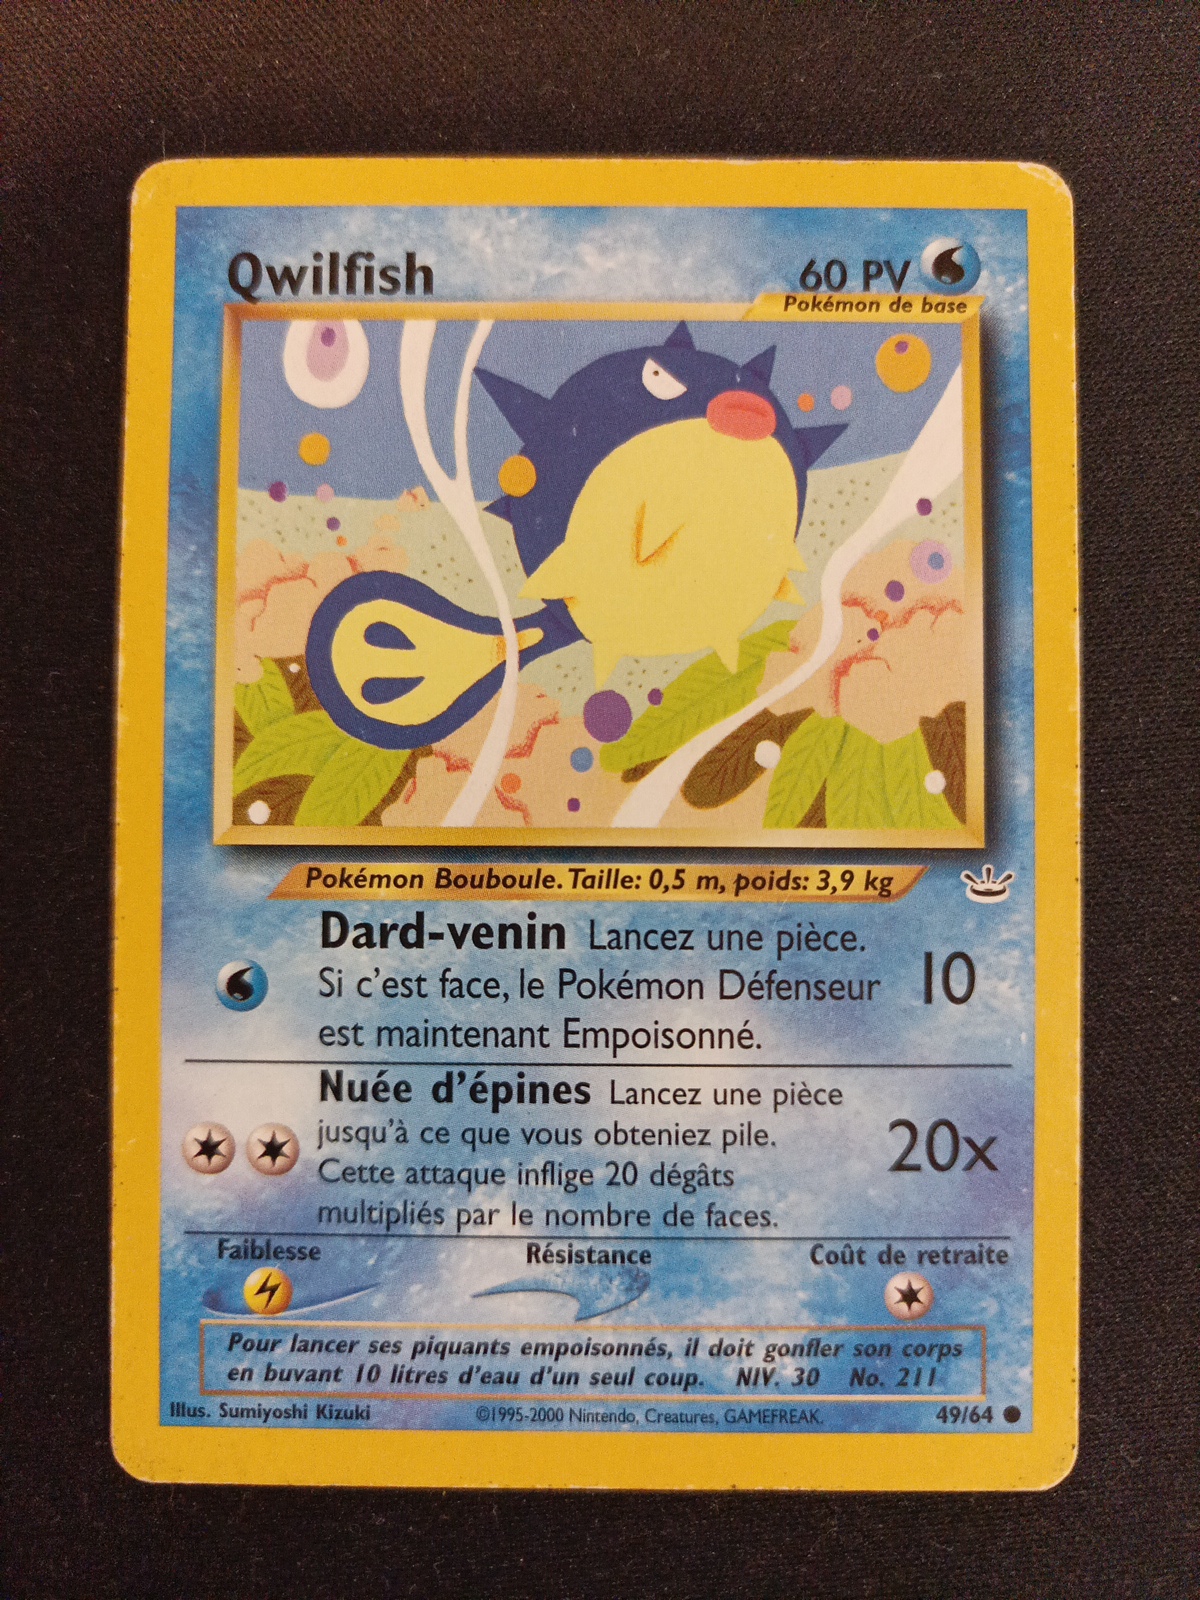 Qwilfish
60 PV
Pokémon de base
Pokémon Bouboule. Taille: 0,5 m, poids: 3,9 kg
Dard-venin Lancez une pièce.
Si c'est face, le Pokémon Défenseur
est maintenant Empoisonné.
10
Nuée d'épines Lancez une pièce
jusqu'à ce que vous obteniez pile.
Cette attaque inflige 20 dégâts
multipliés par le nombre de faces.
20x
Faiblesse
Résistance
Coût de retraite
Pour lancer ses piquants empoisonnés, il doit gonfler son corps
en buvant 10 litres d'eau d'un seul coup. NIV. 30 No. 211
Illus. Sumiyoshi Kizuki
©1995-2000 Nintendo, Creatures, GAMEFREAK.
49/64